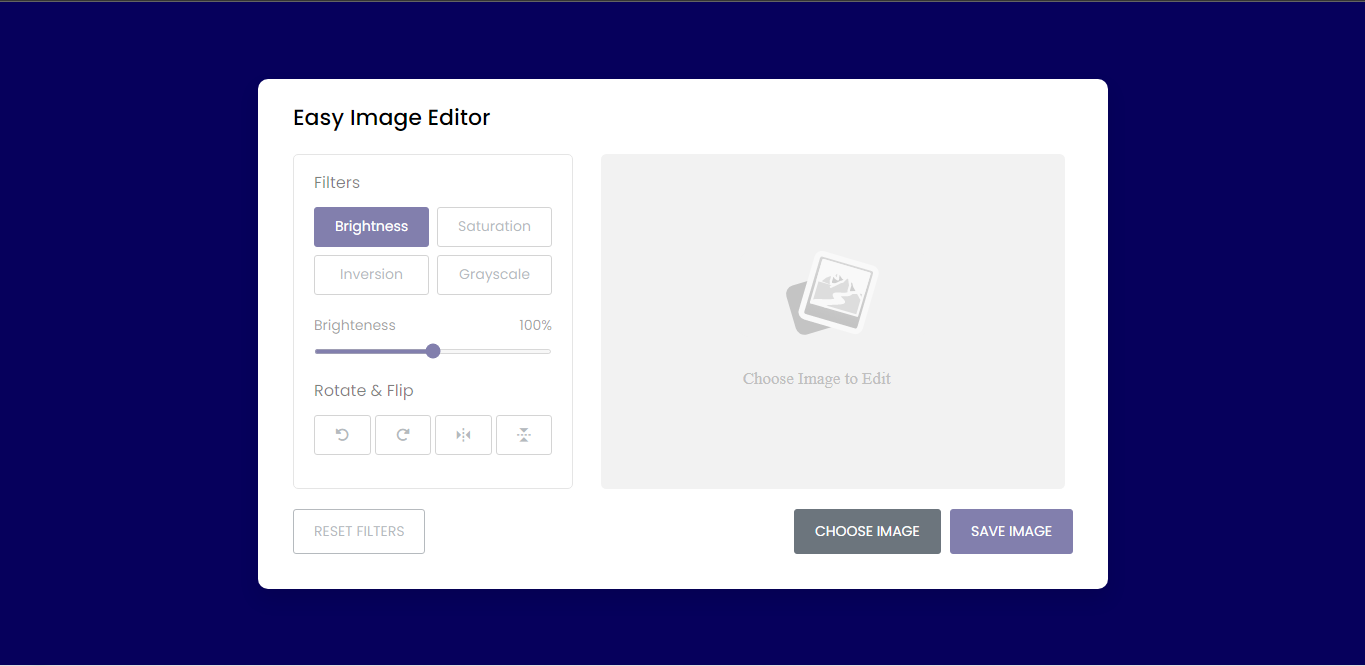 Easy Image Editor
Filters
Brightness Saturation
Inversion Grayscale
Brighteness 100%
Rotate & Flip
Choose Image to Edit
RESET FILTERS CHOOSE IMAGE SAVE IMAGE